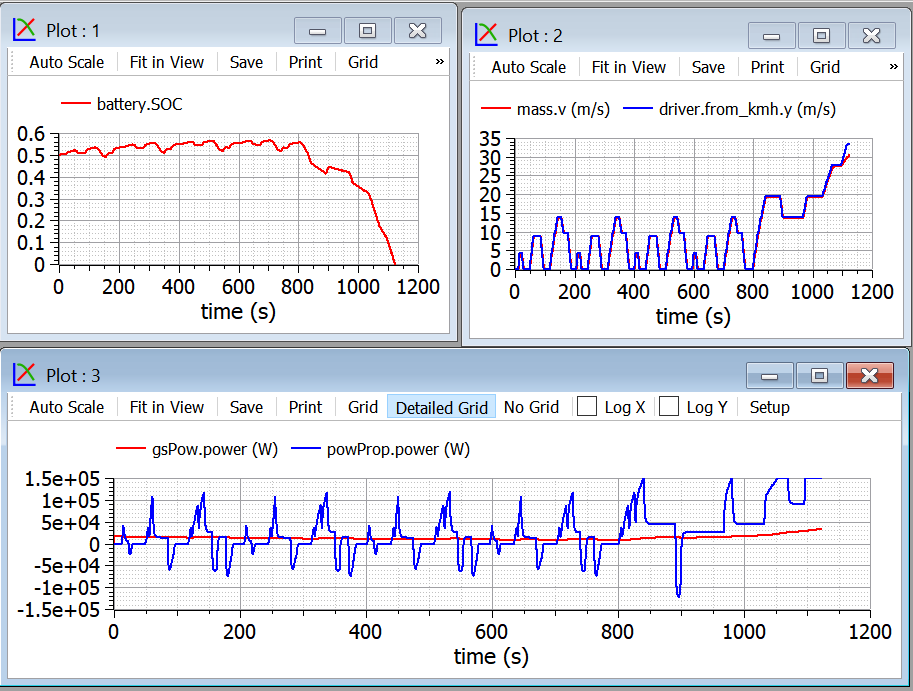 Plot : 1
Auto Scale Fit in View Save Print Grid »
battery.SOC
0.6
0.5
0.4
0.3
0.2
0.1
0
0 200 400 600 800 1000 1200
time (s)
Plot : 2
Auto Scale Fit in View Save Print Grid »
mass.v (m/s) driver.from_kmh.y (m/s)
35
30
25
20
15
10
5
0
0 200 400 600 800 1000 1200
time (s)
Plot : 3
Auto Scale Fit in View Save Print Grid Detailed Grid No Grid Log X Log Y Setup
gsPow.power (W) powProp.power (W)
1.5e+05
1e+05
5e+04
0
-5e+04
-1e+05
-1.5e+05
0 200 400 600 800 1000 1200
time (s)